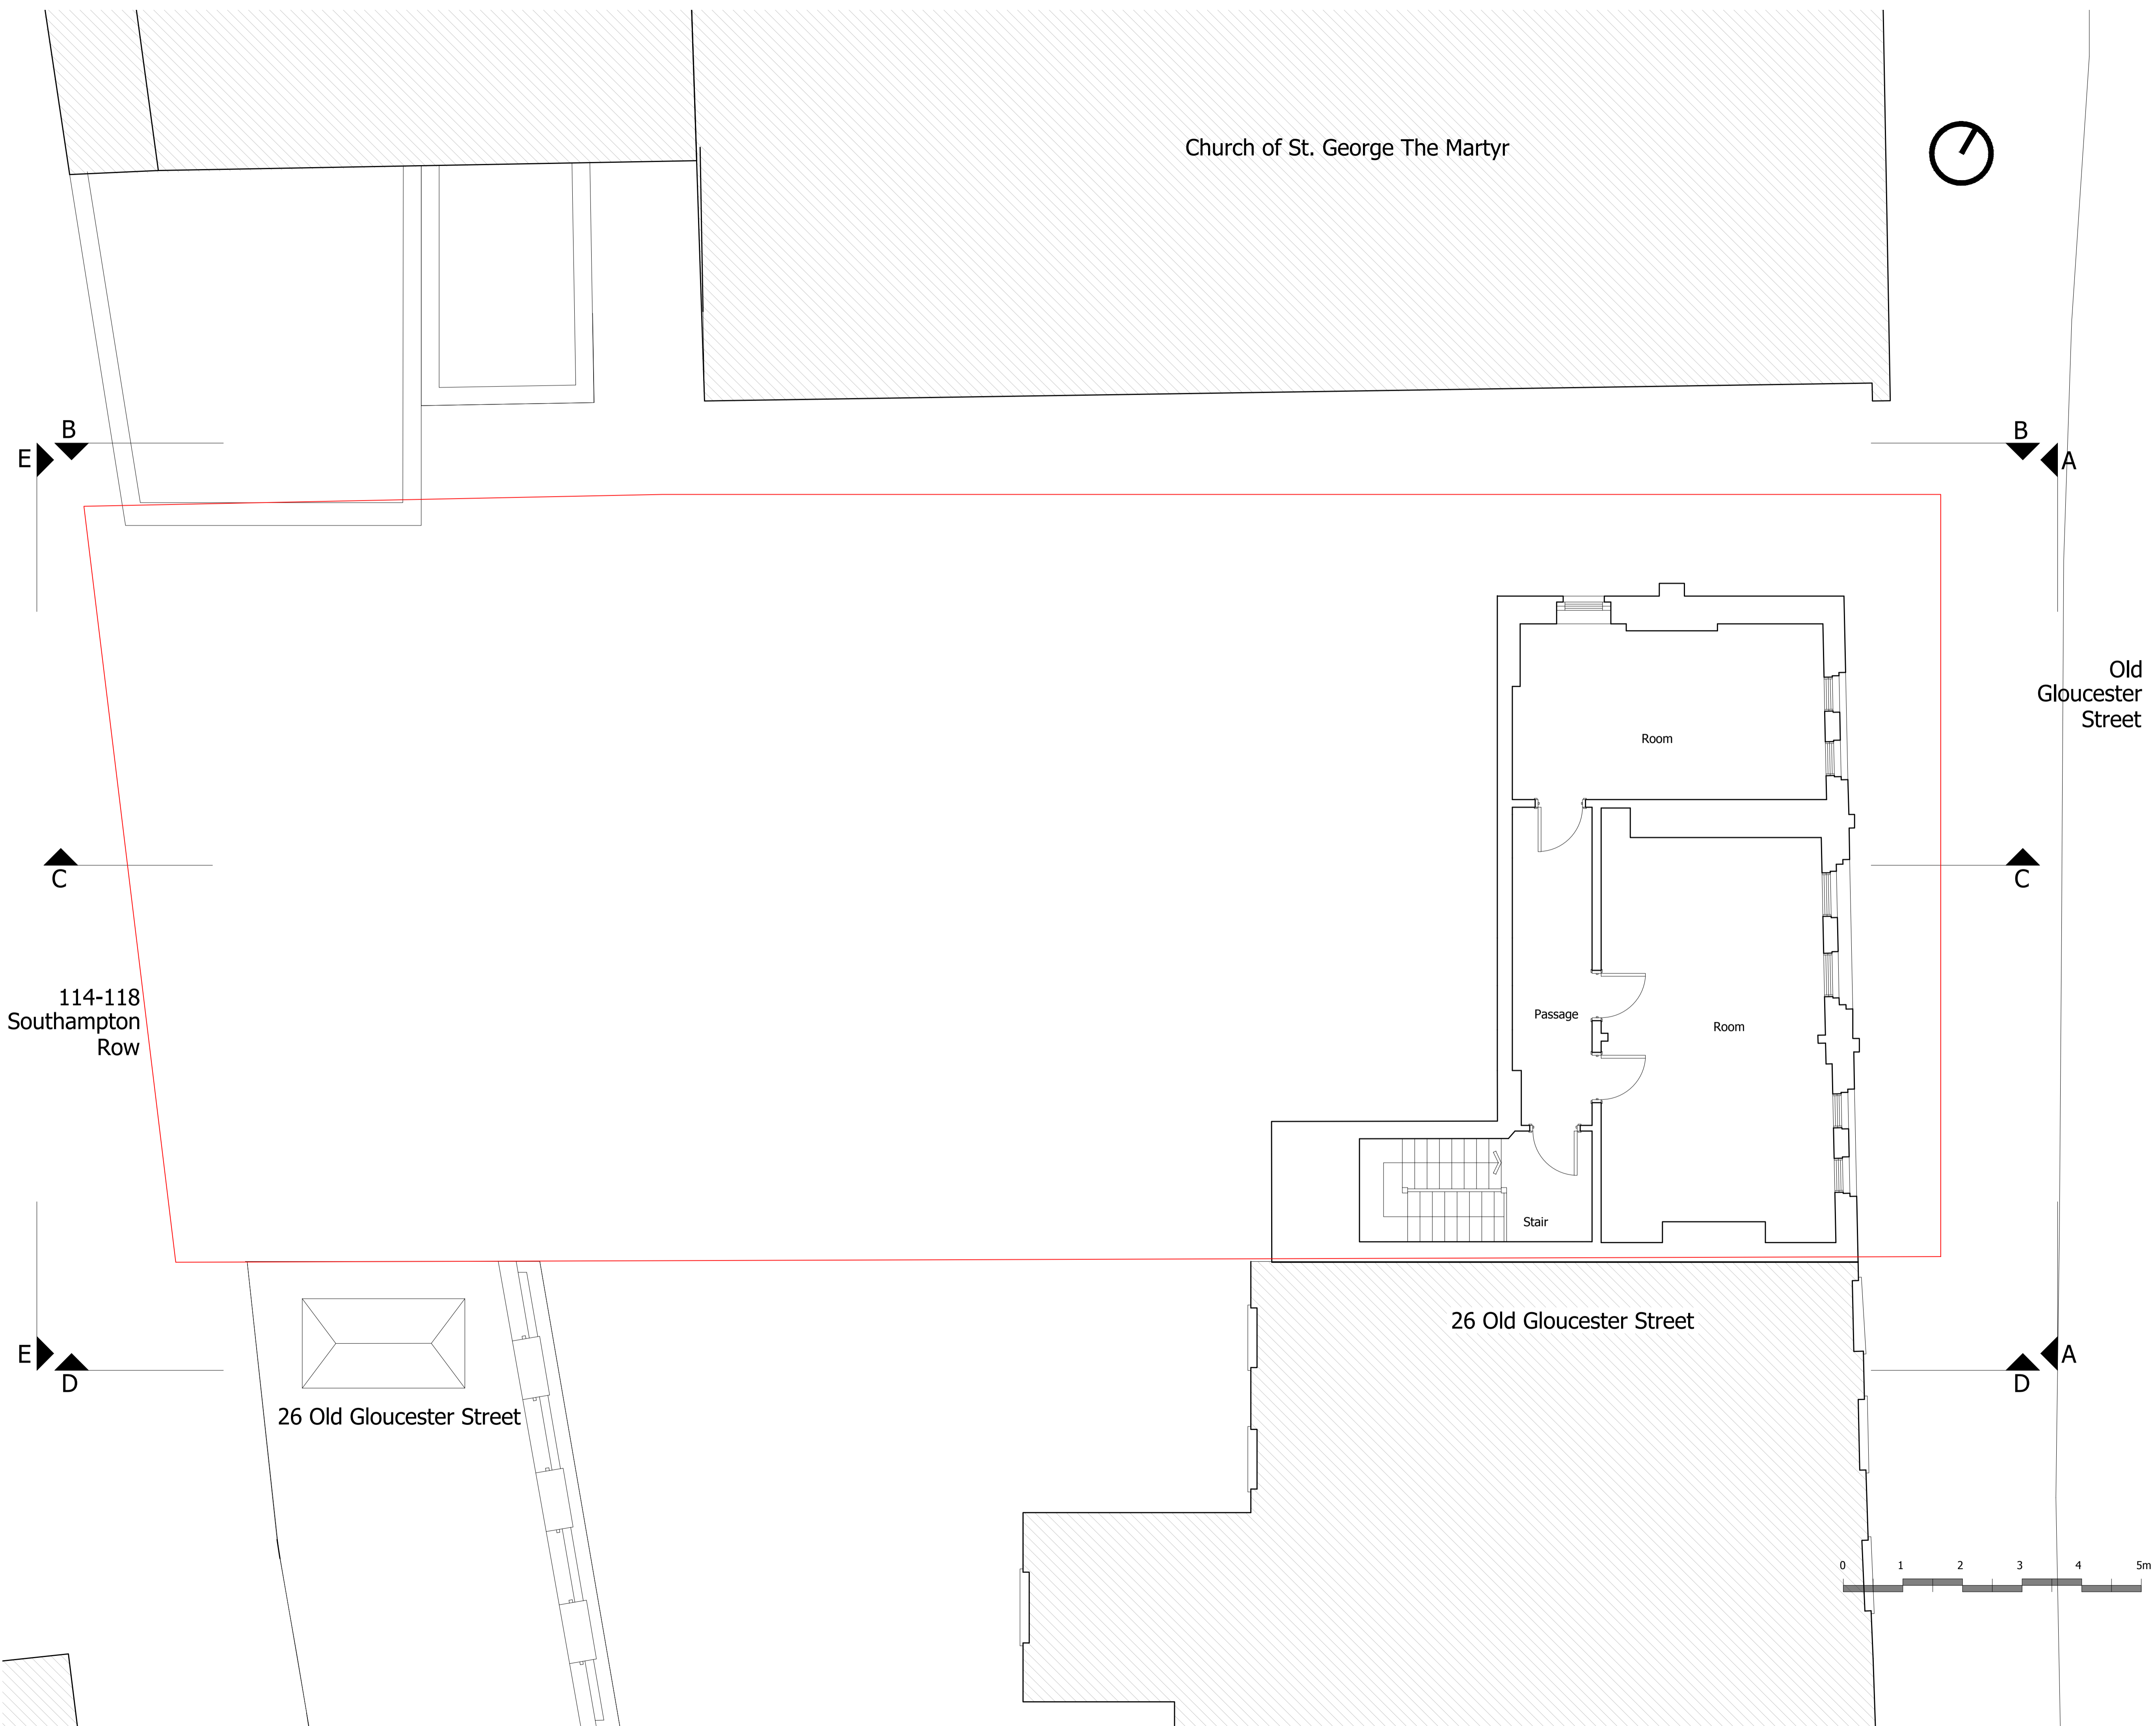 Church of St. George The Martyr
B
E
B
A
Old
Gloucester
Street
Room
C
C
114-118
Southampton
Row
Passage
Room
Stair
26 Old Gloucester Street
E
D
A
D
26 Old Gloucester Street
0 1 2 3 4 5m